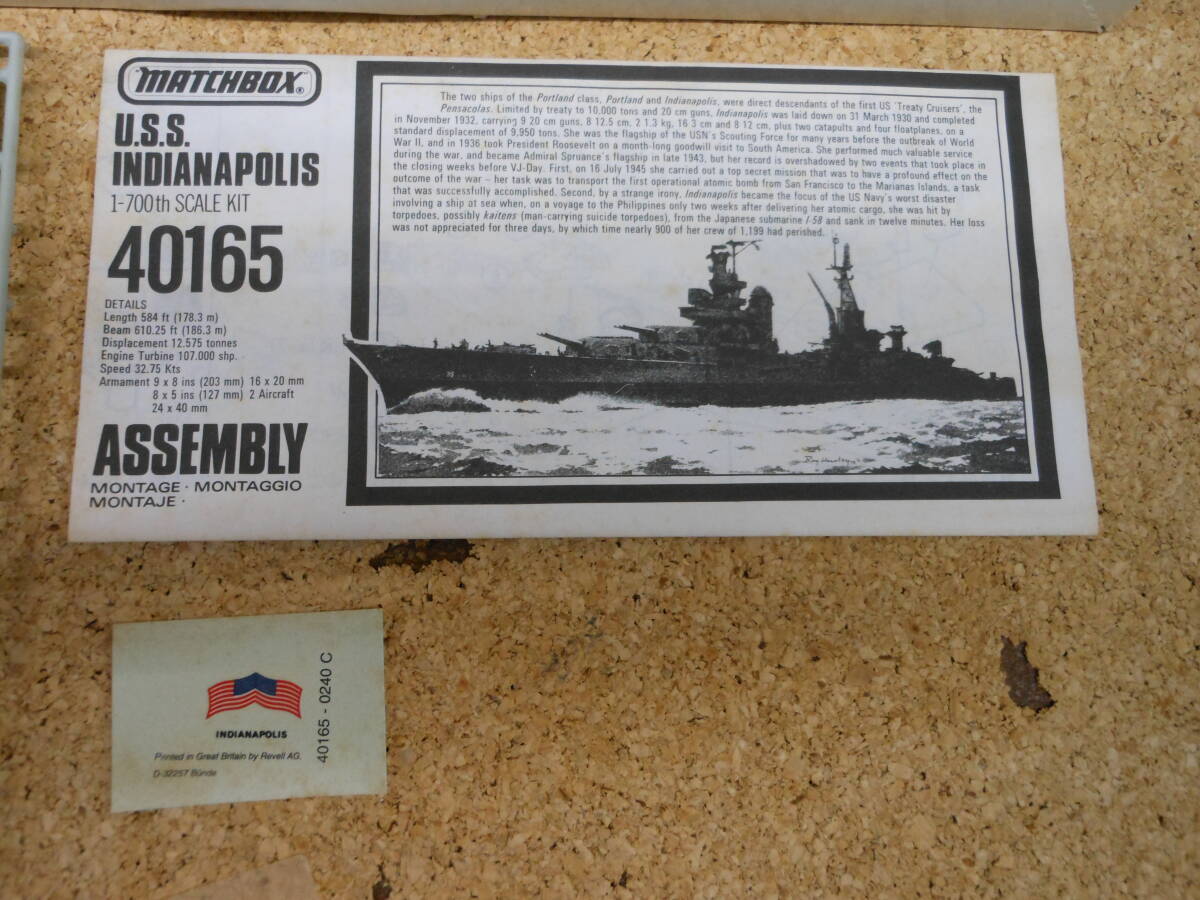 MATCHBOX®
U.S.S.
INDIANAPOLIS
1-700th SCALE KIT
40165
DETAILS
Length 584 ft (178.3 m)
Beam 610.25 ft (186.3 m)
Displacement 12.575 tonnes
Engine Turbine 107.000 shp.
Speed 32.75 Kts
Armament 9 x 8 ins (203 mm) 16 x 20 mm
8 x 5 ins (127 mm) 2 Aircraft
24 x 40 mm
ASSEMBLY
MONTAGE · MONTAGGIO
MONTAJE ·
The two ships of the Portland class, Portland and Indianapolis, were direct descendants of the first US 'Treaty Cruisers', the
Pensacolas. Limited by treaty to 10,000 tons and 20 cm guns, Indianapolis was laid down on 31 March 1930 and completed
in November 1932, carrying 9 20 cm guns, 8 12.5 cm, 2 1.3 kg, 16 3 cm and 8 12 cm, plus two catapults and four floatplanes, on a
standard displacement of 9,950 tons. She was the flagship of the USN's Scouting Force for many years before the outbreak of World
War II, and in 1936 took President Roosevelt on a month-long goodwill visit to South America. She performed much valuable service
during the war, and became Admiral Spruance's flagship in late 1943, but her record is overshadowed by two events that took place in
the closing weeks before VJ-Day. First, on 16 July 1945 she carried out a top secret mission that was to have a profound effect on the
outcome of the war – her task was to transport the first operational atomic bomb from San Francisco to the Marianas Islands, a task
that was successfully accomplished. Second, by a strange irony, Indianapolis became the focus of the US Navy's worst disaster
involving a ship at sea when, on a voyage to the Philippines only two weeks after delivering her atomic cargo, she was hit by
torpedoes, possibly kaitens (man-carrying suicide torpedoes), from the Japanese submarine I-58 and sank in twelve minutes. Her loss
was not appreciated for three days, by which time nearly 900 of her crew of 1,199 had perished.
INDIANAPOLIS
Printed in Great Britain by Revell AG.
D-32257 Bünde
40165 - 0240 C